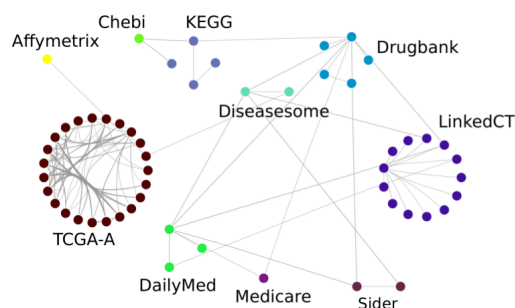 Chebi
KEGG
Affymetrix
Drugbank
Diseasesome
LinkedCT
TCGA-A
DailyMed
Medicare
Sider